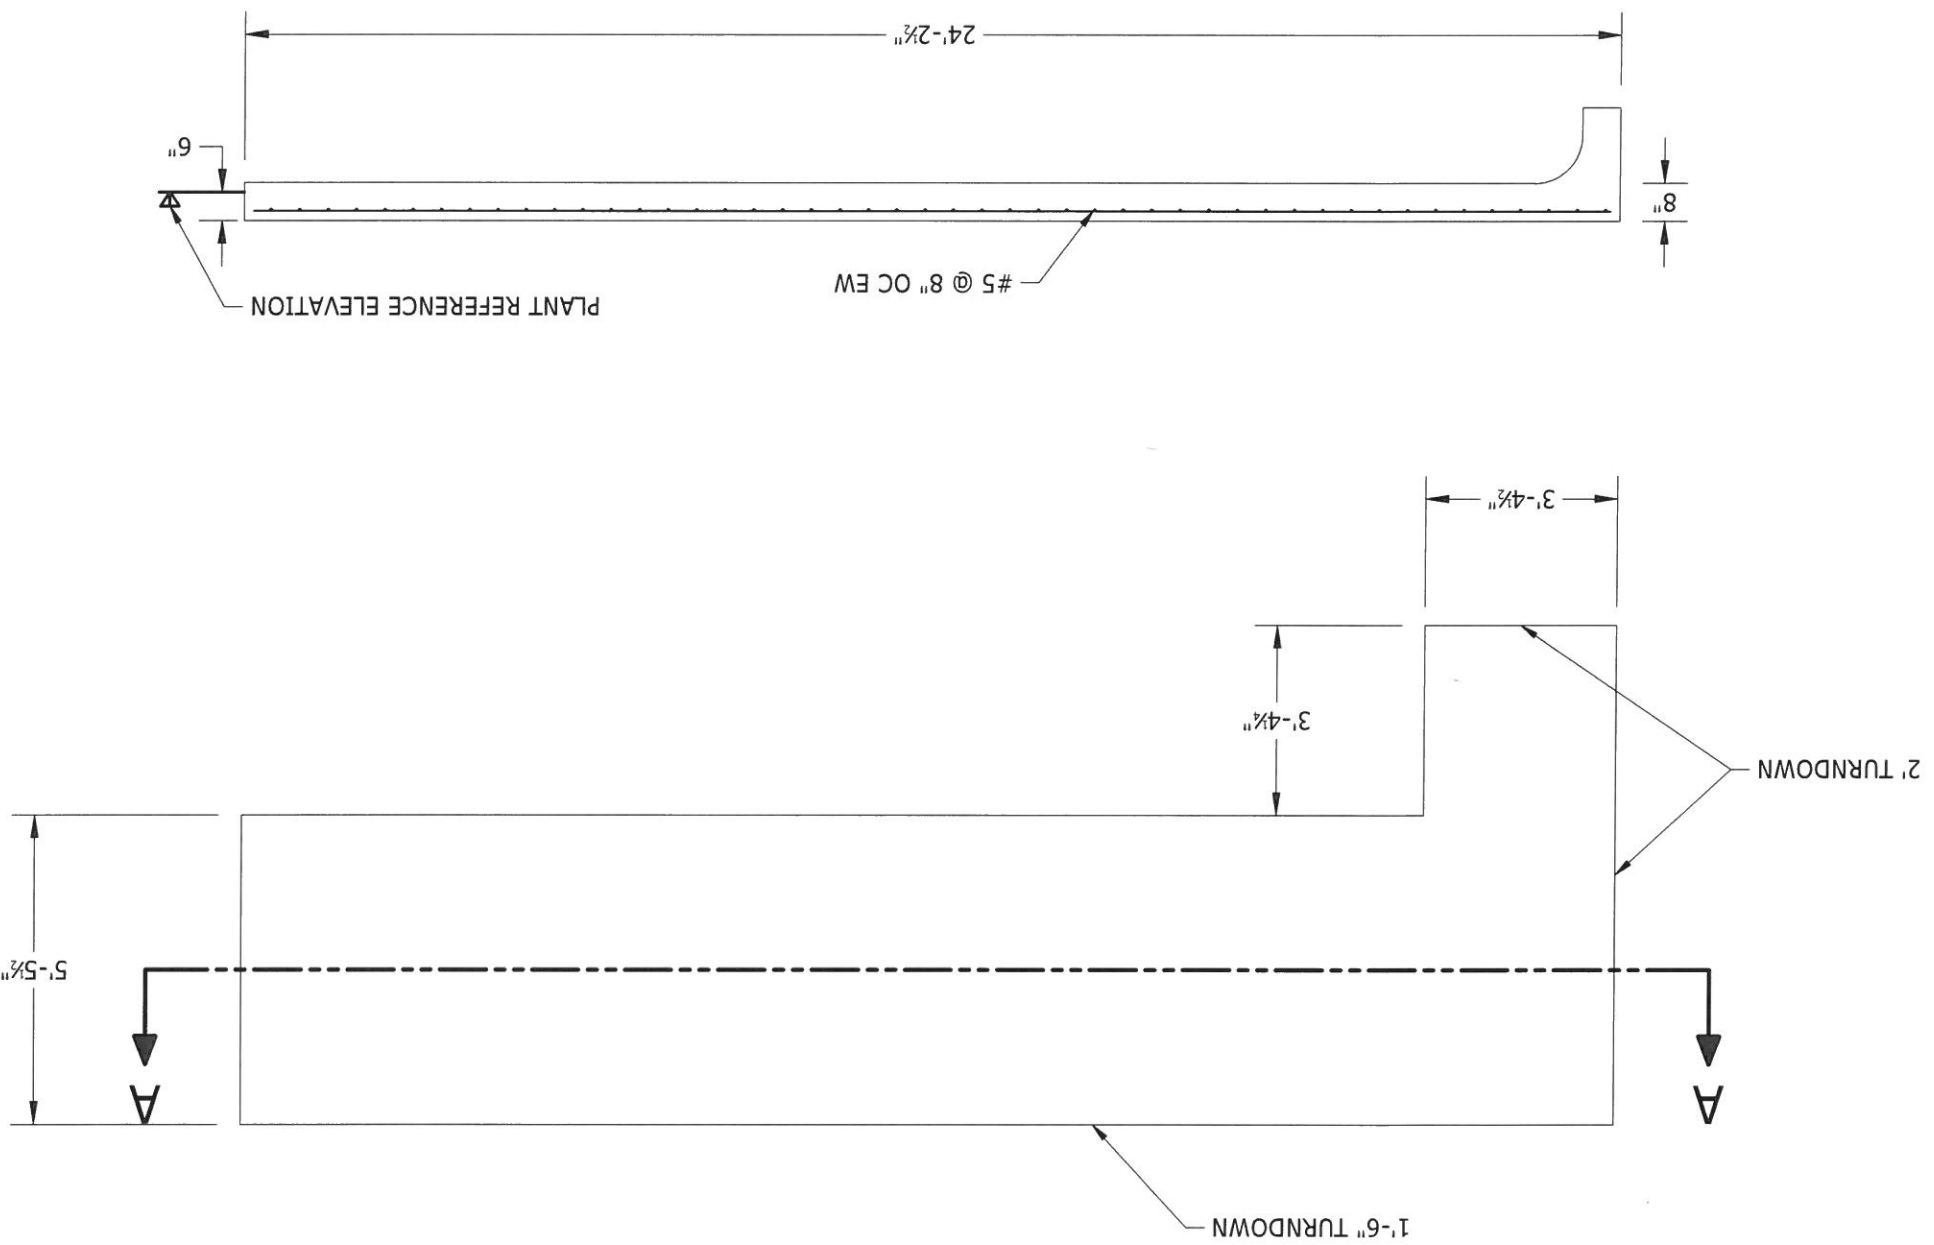 1'-6" TURNDOWN
A
A
5'-5½"
2' TURNDOWN
3'-4¼"
3'-4½"
PLANT REFERENCE ELEVATION
#5 @ 8" OC EW
8"
6"
24'-2½"